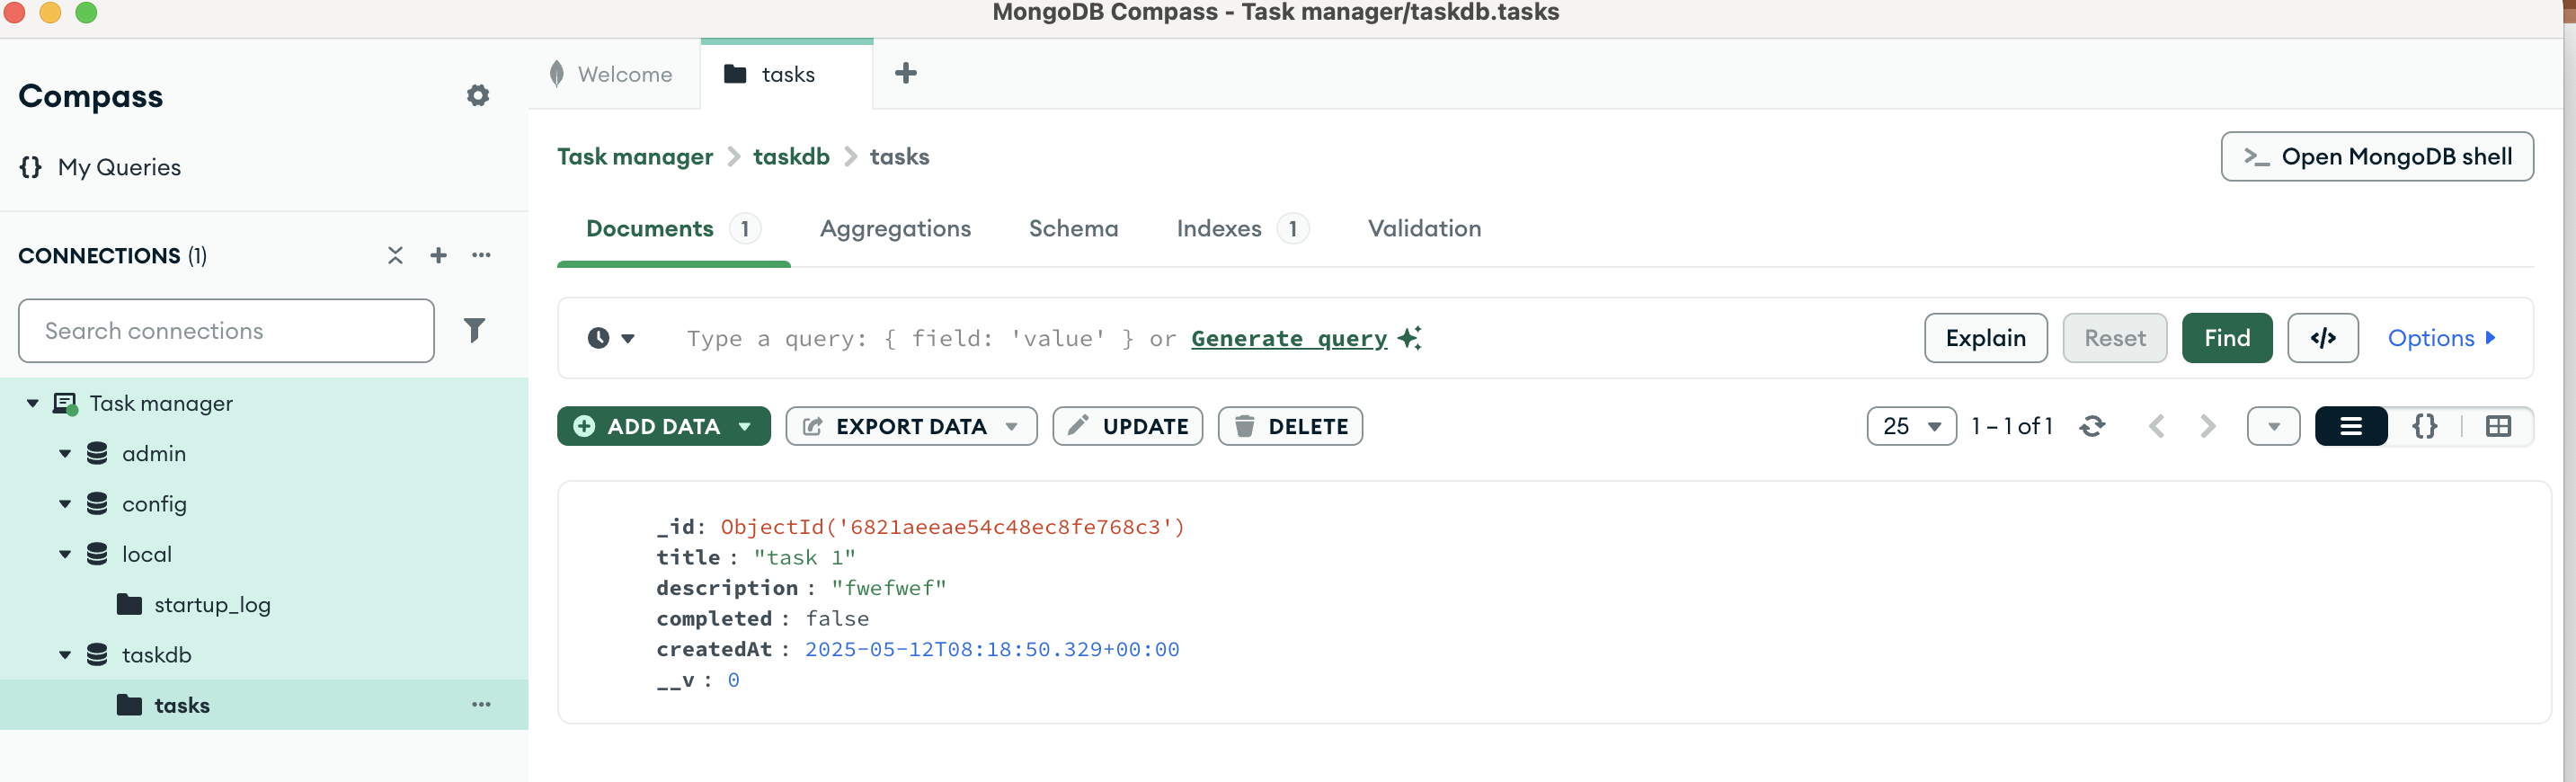 MongoDB Compass - Task manager/taskdb.tasks
Compass
My Queries
CONNECTIONS (1)
Search connections
Task manager
admin
config
local
startup_log
taskdb
tasks
Welcome
tasks
Task manager > taskdb > tasks
>_ Open MongoDB shell
Documents 1 Aggregations Schema Indexes 1 Validation
Type a query: { field: 'value' } or Generate query
Explain Reset Find </> Options
ADD DATA EXPORT DATA UPDATE DELETE
25 1 – 1 of 1
_id: ObjectId('6821aeeae54c48ec8fe768c3')
title : "task 1"
description : "fwefwef"
completed : false
createdAt : 2025-05-12T08:18:50.329+00:00
__v : 0